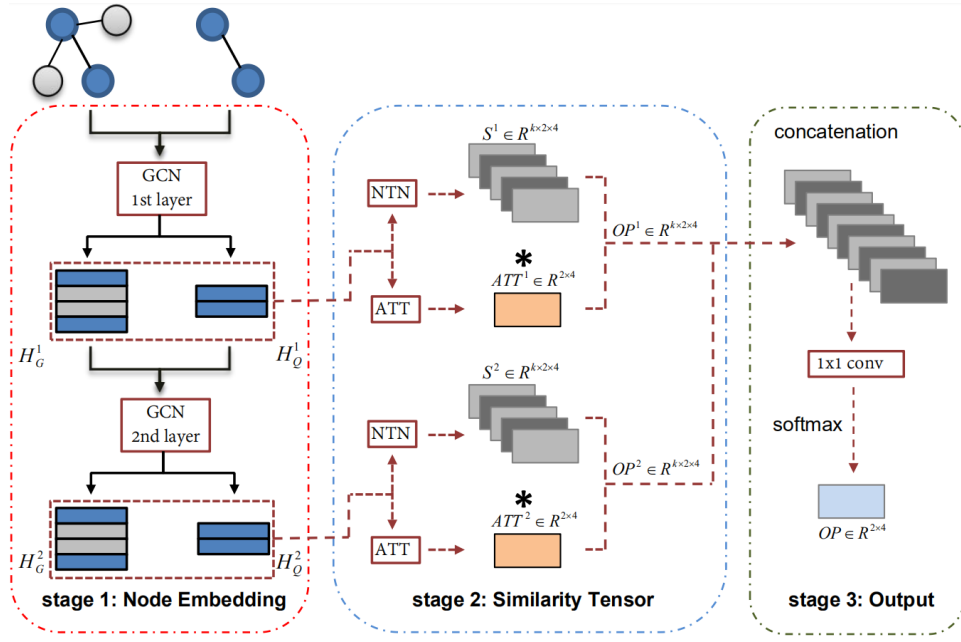 GCN
1st layer
H_G^1
H_Q^1
GCN
2nd layer
H_G^2
H_Q^2
stage 1: Node Embedding
S^1 ∈ R^{k×2×4}
NTN
*
ATT^1 ∈ R^{2×4}
ATT
OP^1 ∈ R^{k×2×4}
S^2 ∈ R^{k×2×4}
NTN
*
ATT^2 ∈ R^{2×4}
ATT
OP^2 ∈ R^{k×2×4}
stage 2: Similarity Tensor
concatenation
1x1 conv
softmax
OP ∈ R^{2×4}
stage 3: Output